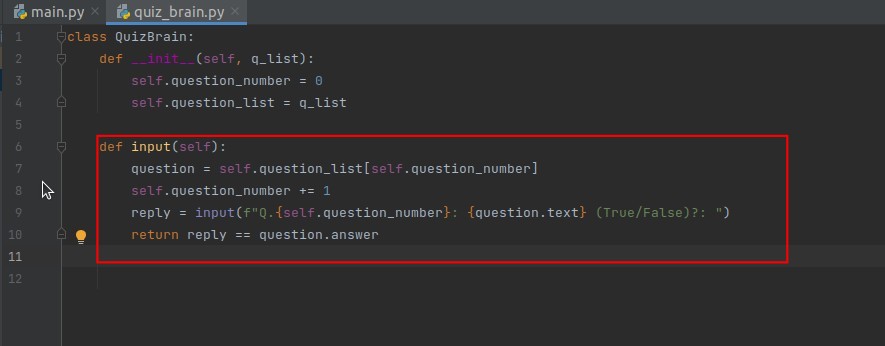 main.py quiz_brain.py
1 class QuizBrain:
2     def __init__(self, q_list):
3         self.question_number = 0
4         self.question_list = q_list
5
6     def input(self):
7         question = self.question_list[self.question_number]
8         self.question_number += 1
9         reply = input(f"Q.{self.question_number}: {question.text} (True/False)?: ")
10         return reply == question.answer
11
12